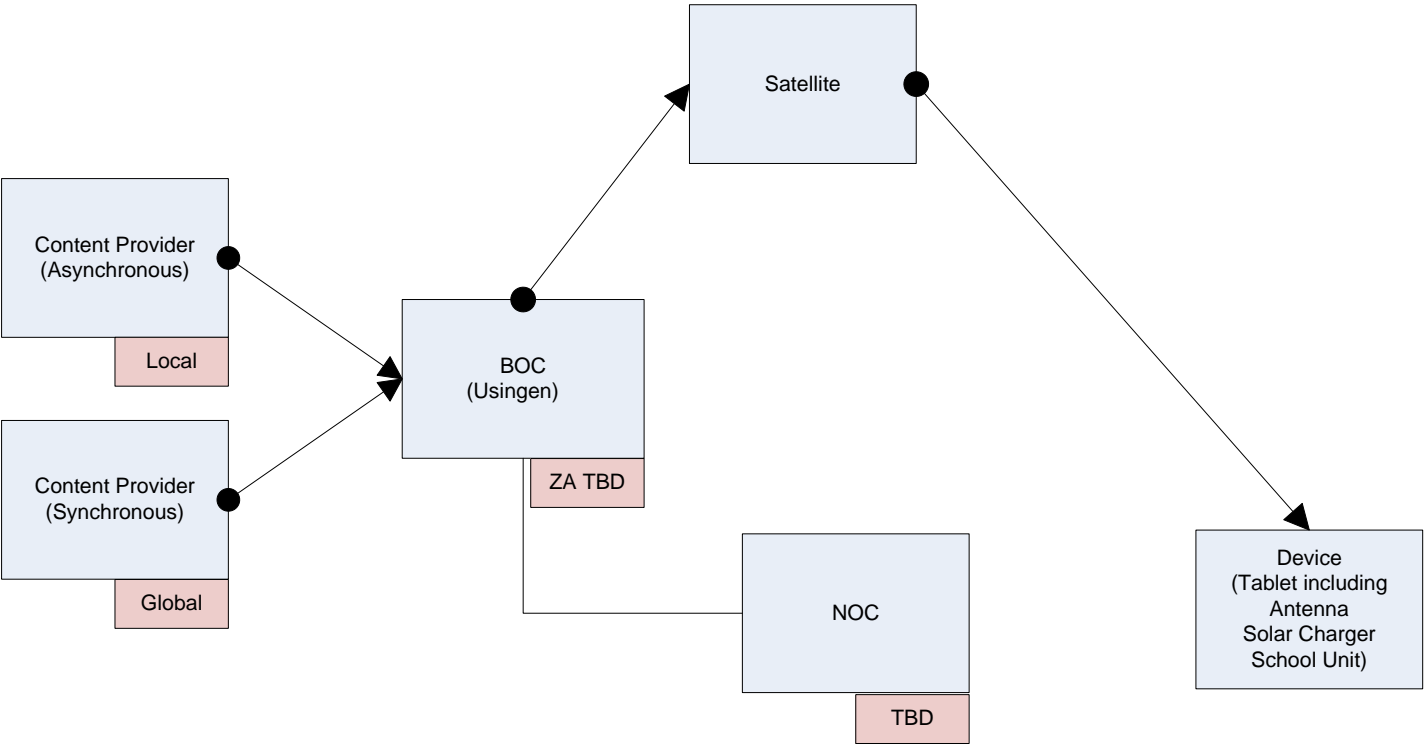 Satellite
Content Provider
(Asynchronous)
Local
BOC
(Usingen)
ZA TBD
Content Provider
(Synchronous)
Global
NOC
TBD
Device
(Tablet including
Antenna
Solar Charger
School Unit)